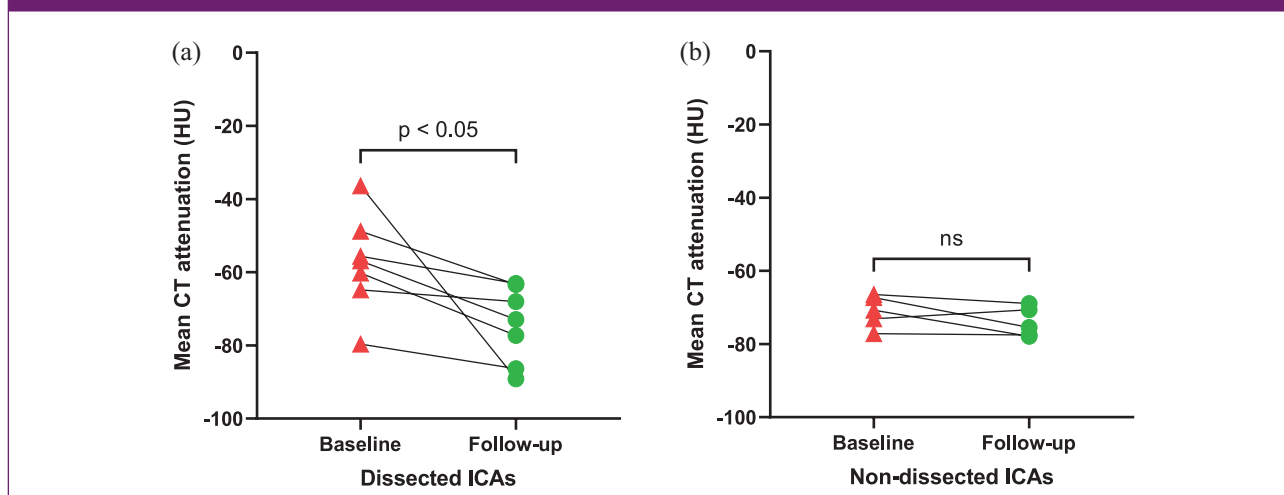 (a)
Mean CT attenuation (HU)
0
-20
-40
-60
-80
-100
p < 0.05
Baseline
Follow-up
Dissected ICAs
(b)
Mean CT attenuation (HU)
0
-20
-40
-60
-80
-100
ns
Baseline
Follow-up
Non-dissected ICAs